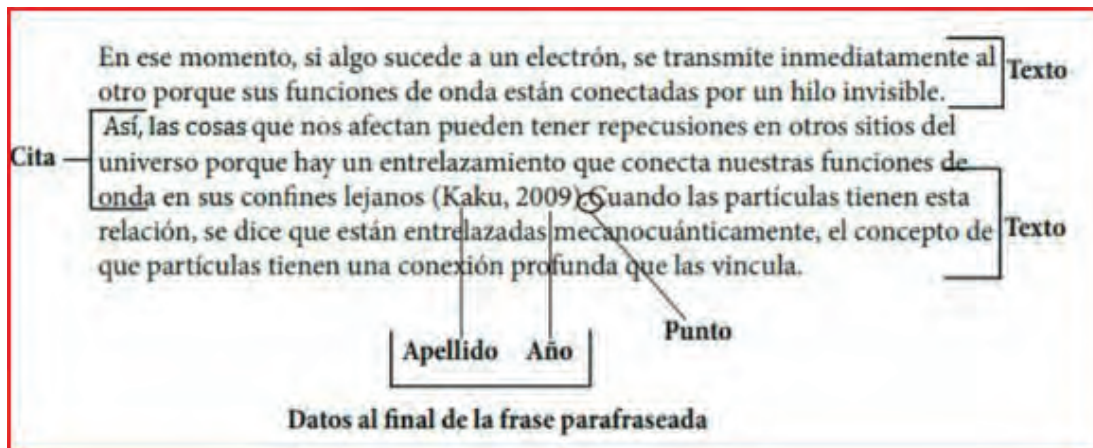 En ese momento, si algo sucede a un electrón, se transmite inmediatamente al
otro porque sus funciones de onda están conectadas por un hilo invisible.
Texto
Así, las cosas que nos afectan pueden tener repecusiones en otros sitios del
Cita
universo porque hay un entrelazamiento que conecta nuestras funciones de
onda en sus confines lejanos (Kaku, 2009). Cuando las partículas tienen esta
relación, se dice que están entrelazadas mecanocuánticamente, el concepto de
Texto
que partículas tienen una conexión profunda que las vincula.
Punto
Apellido Año
Datos al final de la frase parafraseada